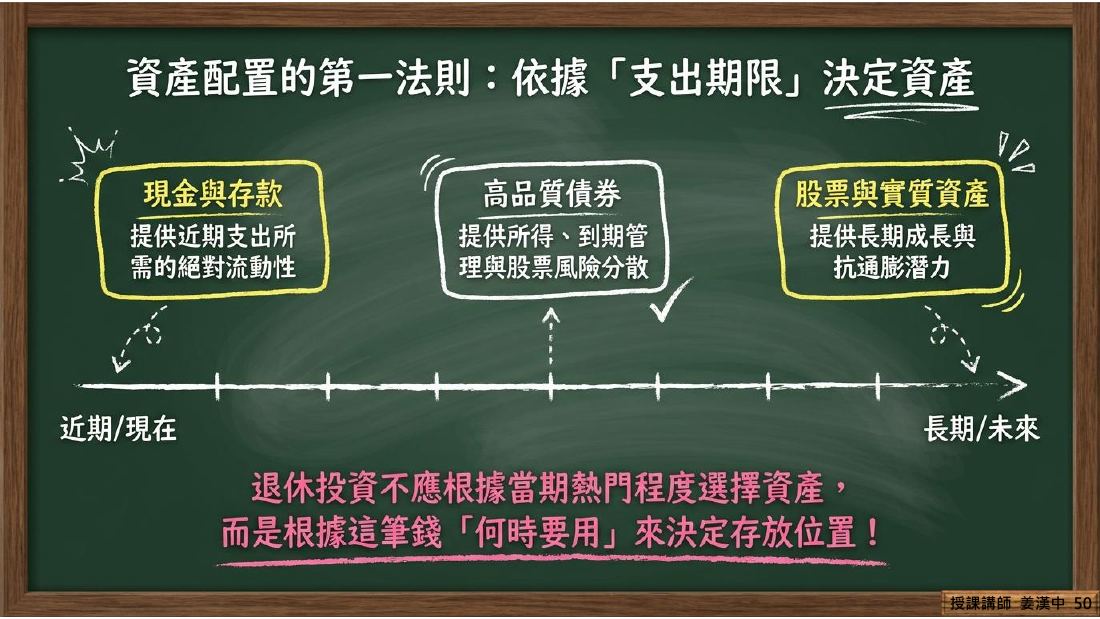 資產配置的第一法則：依據「支出期限」決定資產
現金與存款
提供近期支出所
需的絕對流動性
高品質債券
提供所得、到期管
理與股票風險分散
股票與實質資產
提供長期成長與
抗通膨潛力
近期/現在
長期/未來
退休投資不應根據當期熱門程度選擇資產，
而是根據這筆錢「何時要用」來決定存放位置！
授課講師 姜漢中 50